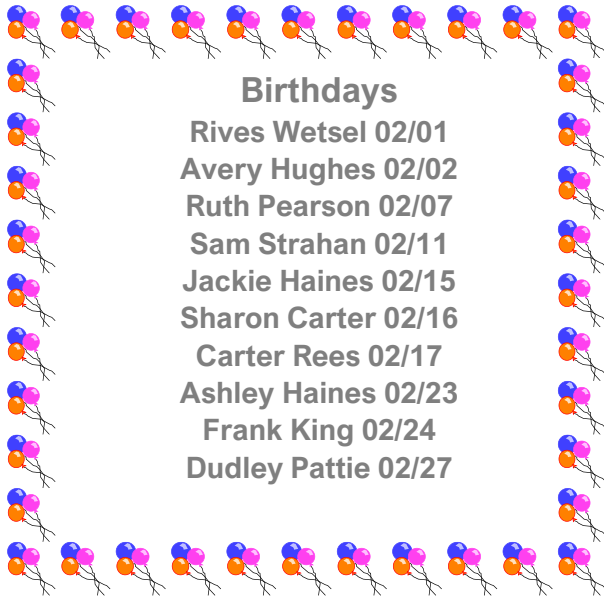 Birthdays
Rives Wetsel 02/01
Avery Hughes 02/02
Ruth Pearson 02/07
Sam Strahan 02/11
Jackie Haines 02/15
Sharon Carter 02/16
Carter Rees 02/17
Ashley Haines 02/23
Frank King 02/24
Dudley Pattie 02/27